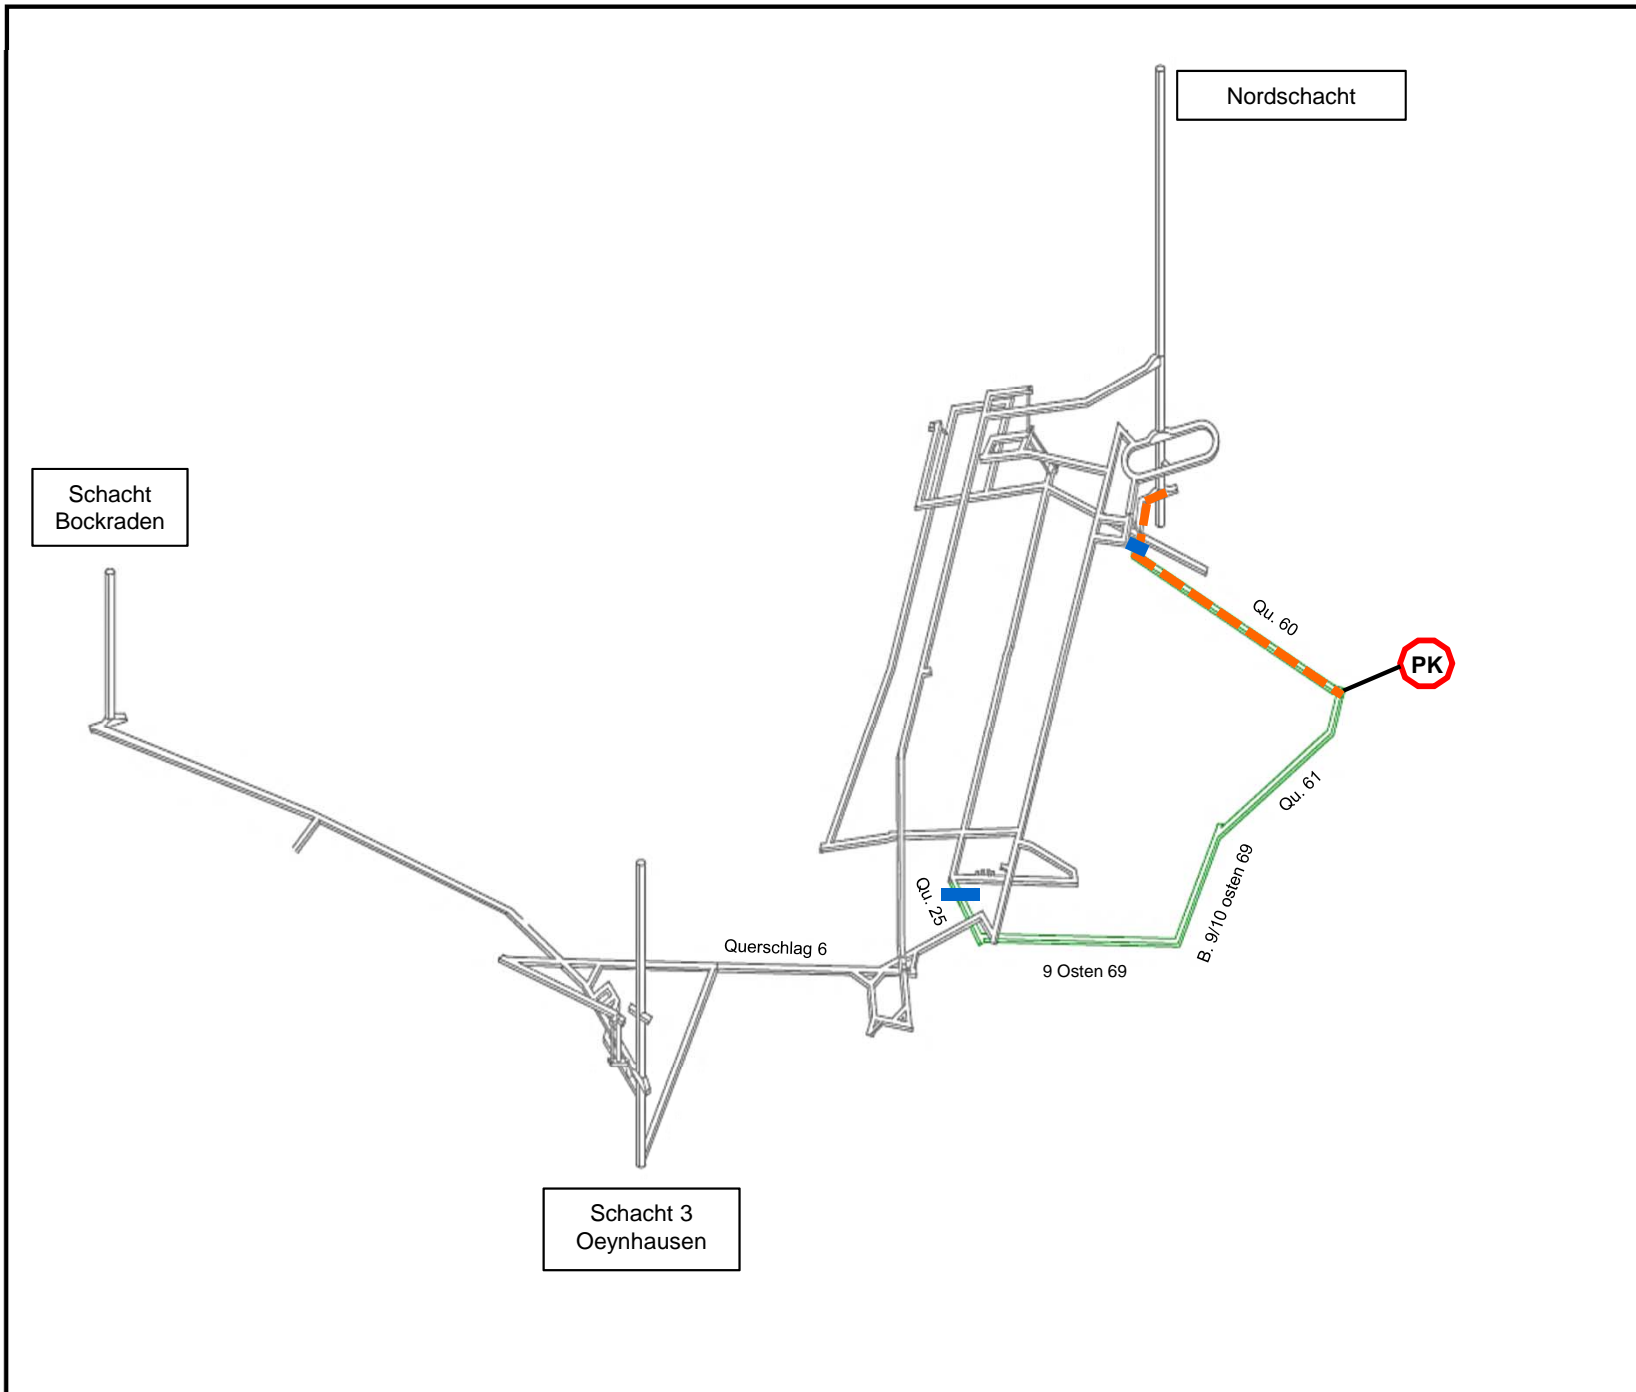 Nordschacht
Schacht
Bockraden
Qu. 60
PK
Qu. 61
B. 9/10 osten 69
Qu. 25
Querschlag 6
9 Osten 69
Schacht 3
Oeynhausen